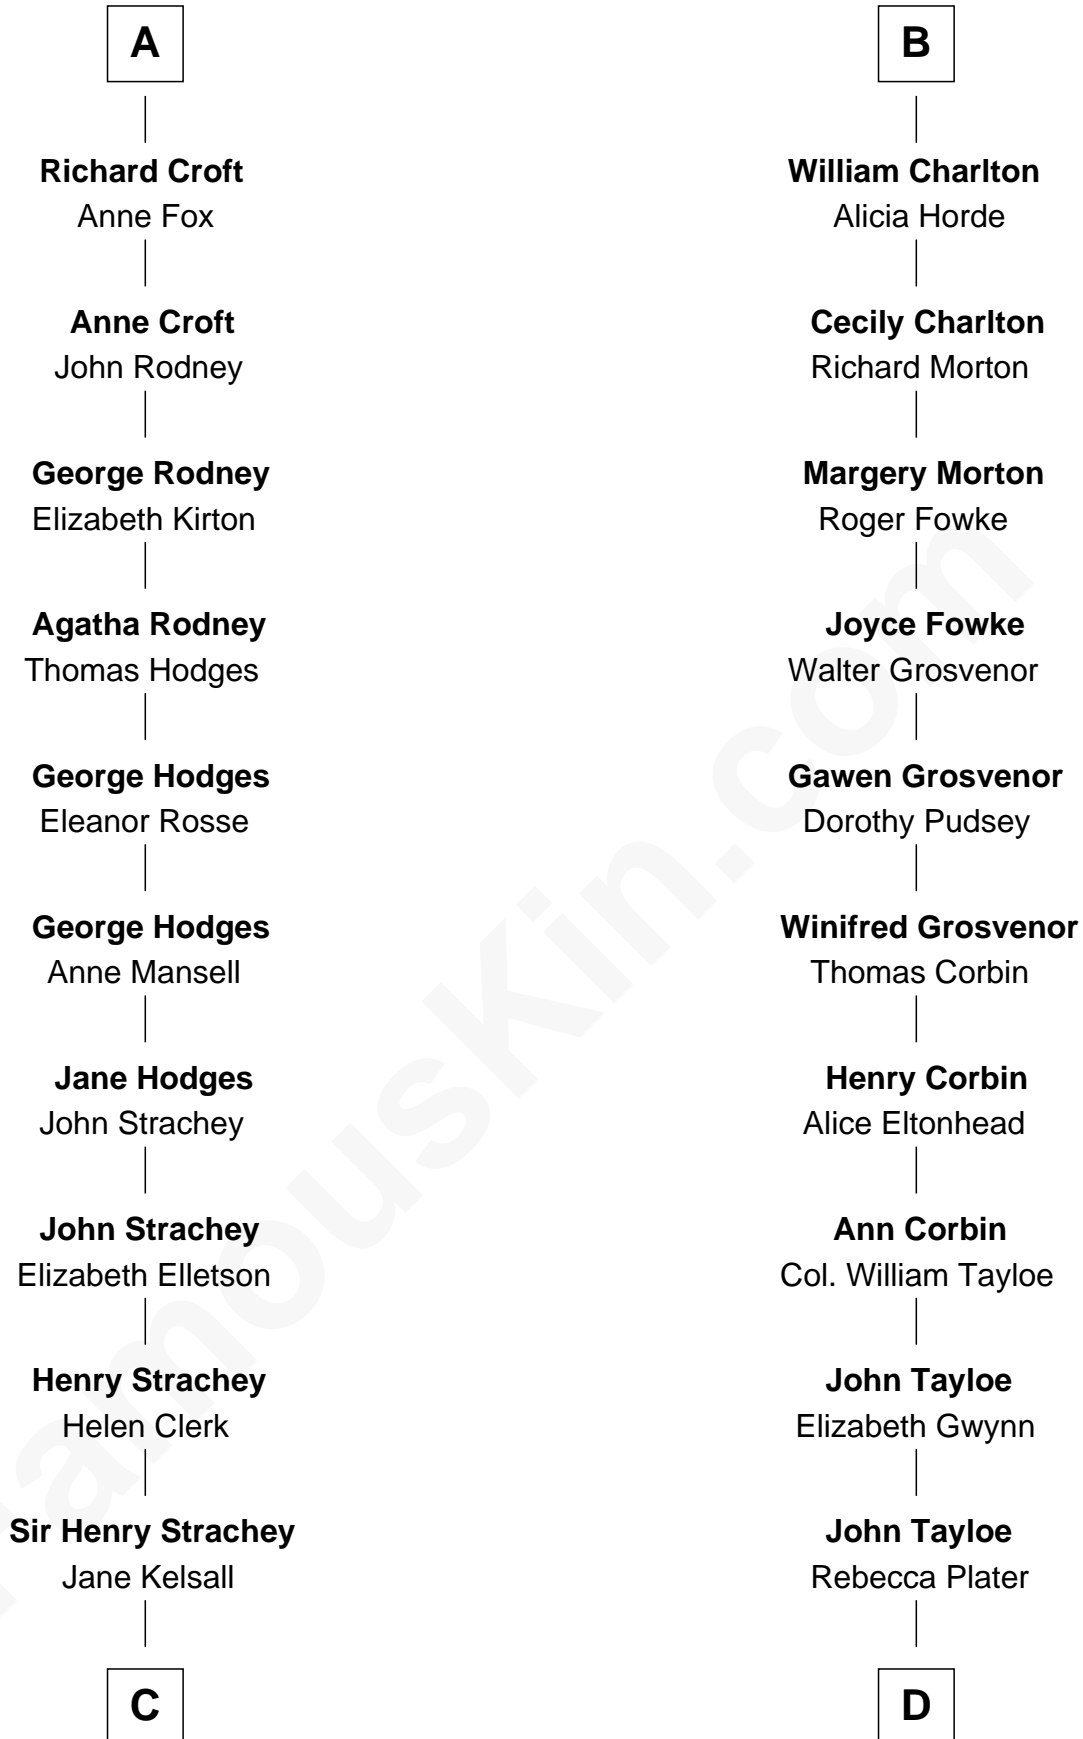 A
Richard Croft
Anne Fox
Anne Croft
John Rodney
George Rodney
Elizabeth Kirton
Agatha Rodney
Thomas Hodges
George Hodges
Eleanor Rosse
George Hodges
Anne Mansell
Jane Hodges
John Strachey
John Strachey
Elizabeth Elletson
Henry Strachey
Helen Clerk
Sir Henry Strachey
Jane Kelsall
C
B
William Charlton
Alicia Horde
Cecily Charlton
Richard Morton
Margery Morton
Roger Fowke
Joyce Fowke
Walter Grosvenor
Gawen Grosvenor
Dorothy Pudsey
Winifred Grosvenor
Thomas Corbin
Henry Corbin
Alice Eltonhead
Ann Corbin
Col. William Tayloe
John Tayloe
Elizabeth Gwynn
John Tayloe
Rebecca Plater
D
FamousKin.com